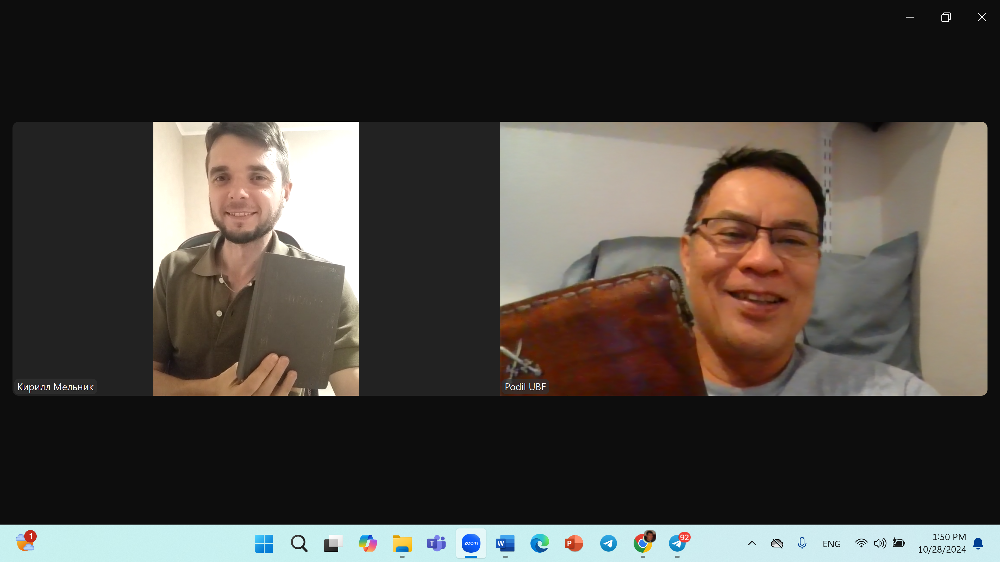 Кирилл Мельник
Podil UBF
1
T
zoom
W
P
92
ENG
1:50 PM
10/28/2024